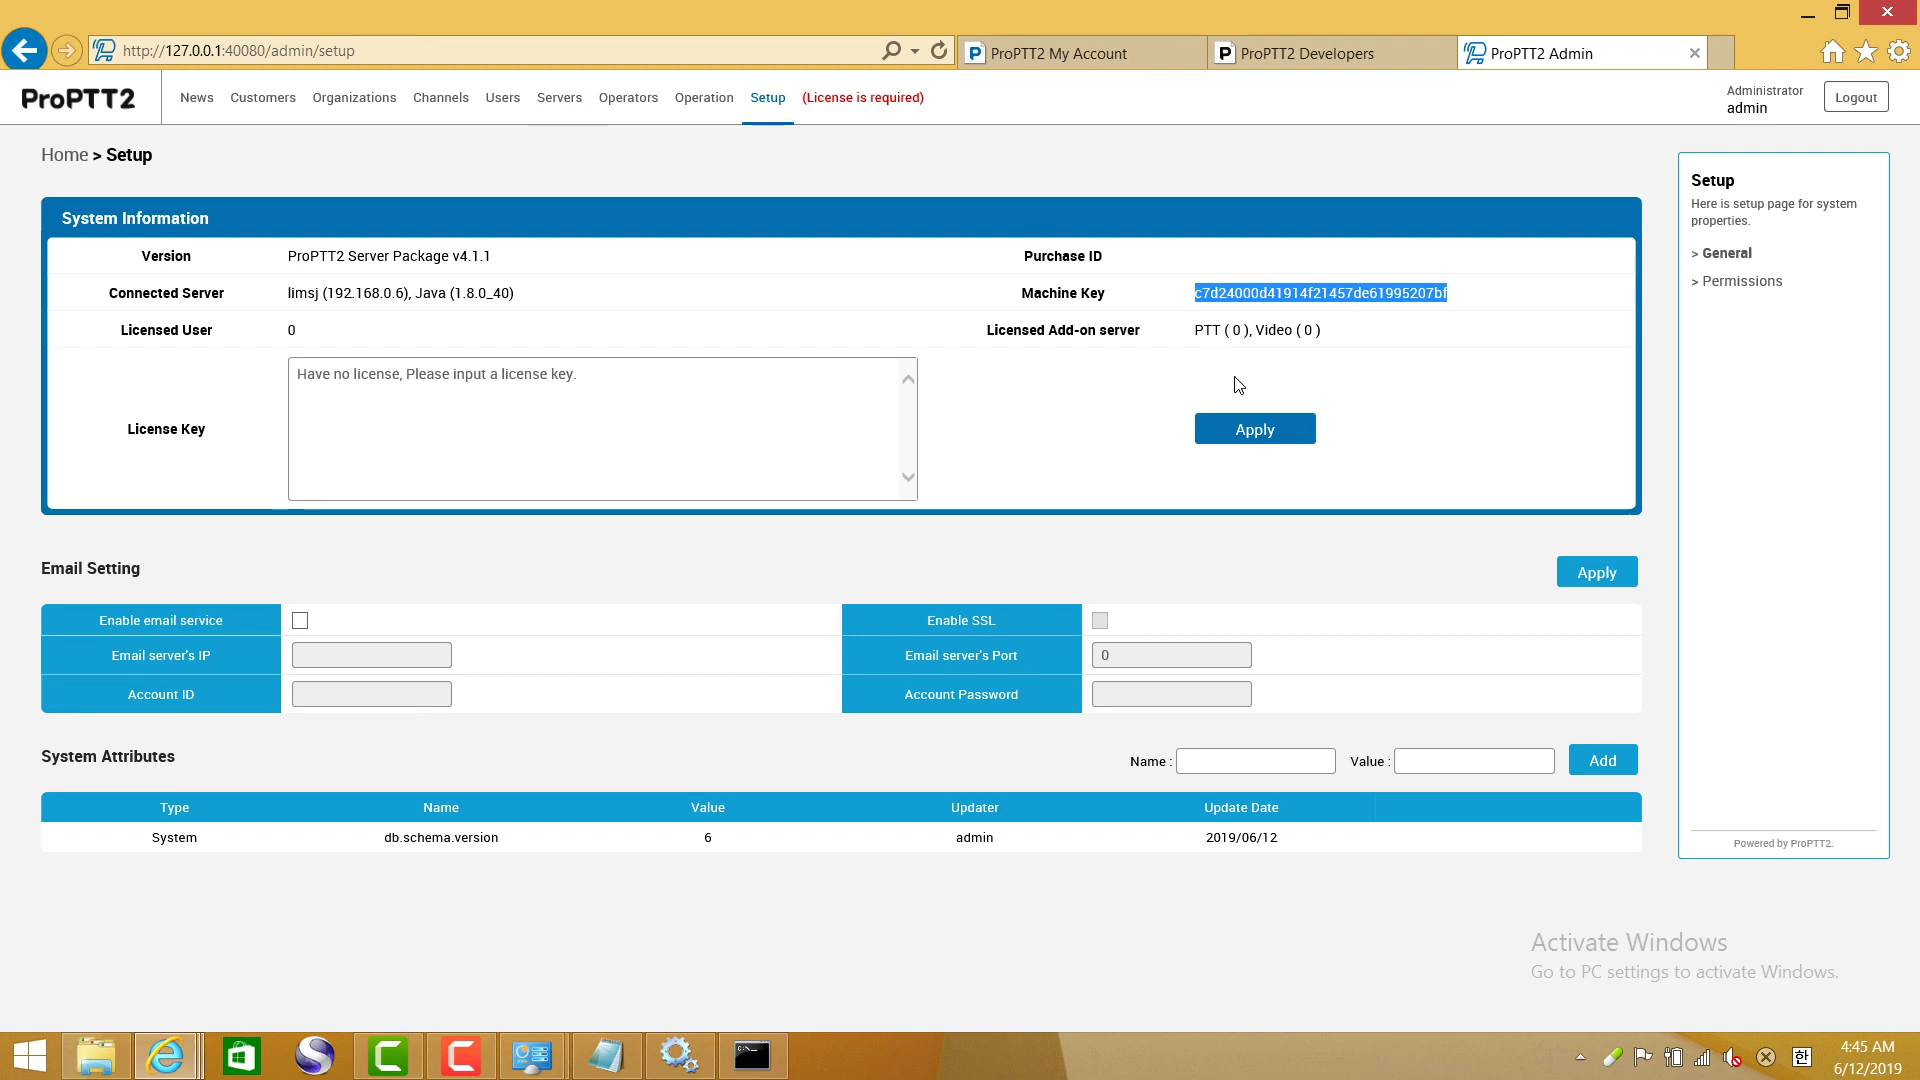 http://127.0.0.1:40080/admin/setup
ProPTT2 My Account
ProPTT2 Developers
ProPTT2 Admin
ProPTT2
News Customers Organizations Channels Users Servers Operators Operation Setup (License is required)
Administrator
admin
Logout
Home > Setup
System Information
Version ProPTT2 Server Package v4.1.1 Purchase ID
Connected Server limsj (192.168.0.6), Java (1.8.0_40) Machine Key c7d24000d41914f21457de61995207bf
Licensed User 0 Licensed Add-on server PTT ( 0 ), Video ( 0 )
License Key Have no license, Please input a license key. Apply
Setup
Here is setup page for system
properties.
> General
> Permissions
Powered by ProPTT2.
Email Setting Apply
Enable email service Enable SSL
Email server's IP Email server's Port 0
Account ID Account Password
System Attributes Name : Value : Add
Type Name Value Updater Update Date
System db.schema.version 6 admin 2019/06/12
Activate Windows
Go to PC settings to activate Windows.
한
4:45 AM
6/12/2019